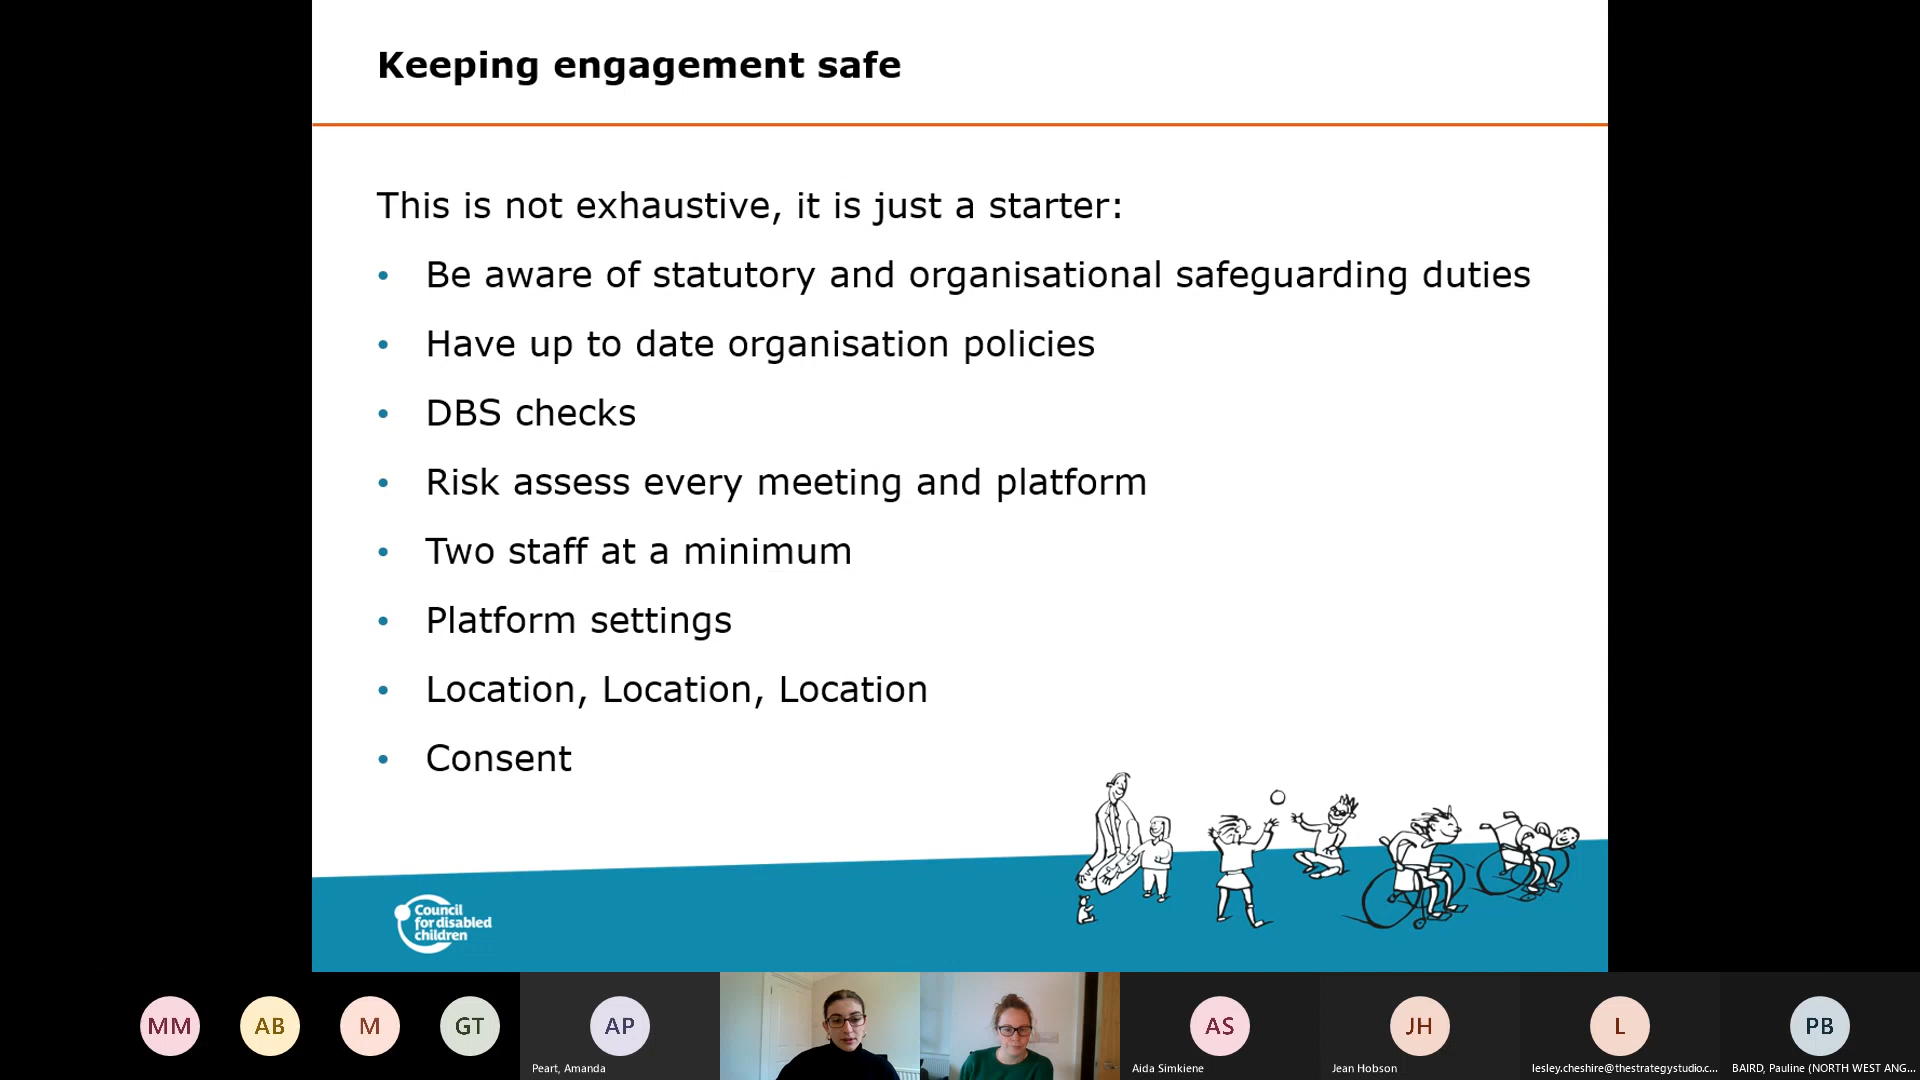 Keeping engagement safe
This is not exhaustive, it is just a starter:
• Be aware of statutory and organisational safeguarding duties
• Have up to date organisation policies
• DBS checks
• Risk assess every meeting and platform
• Two staff at a minimum
• Platform settings
• Location, Location, Location
• Consent
Council
for disabled
children
MM
AB
M
GT
AP
AS
JH
L
PB
Peart, Amanda
Aida Simkiene
Jean Hobson
lesley.cheshire@thestrategystudio.c...
BAIRD, Pauline (NORTH WEST ANG...